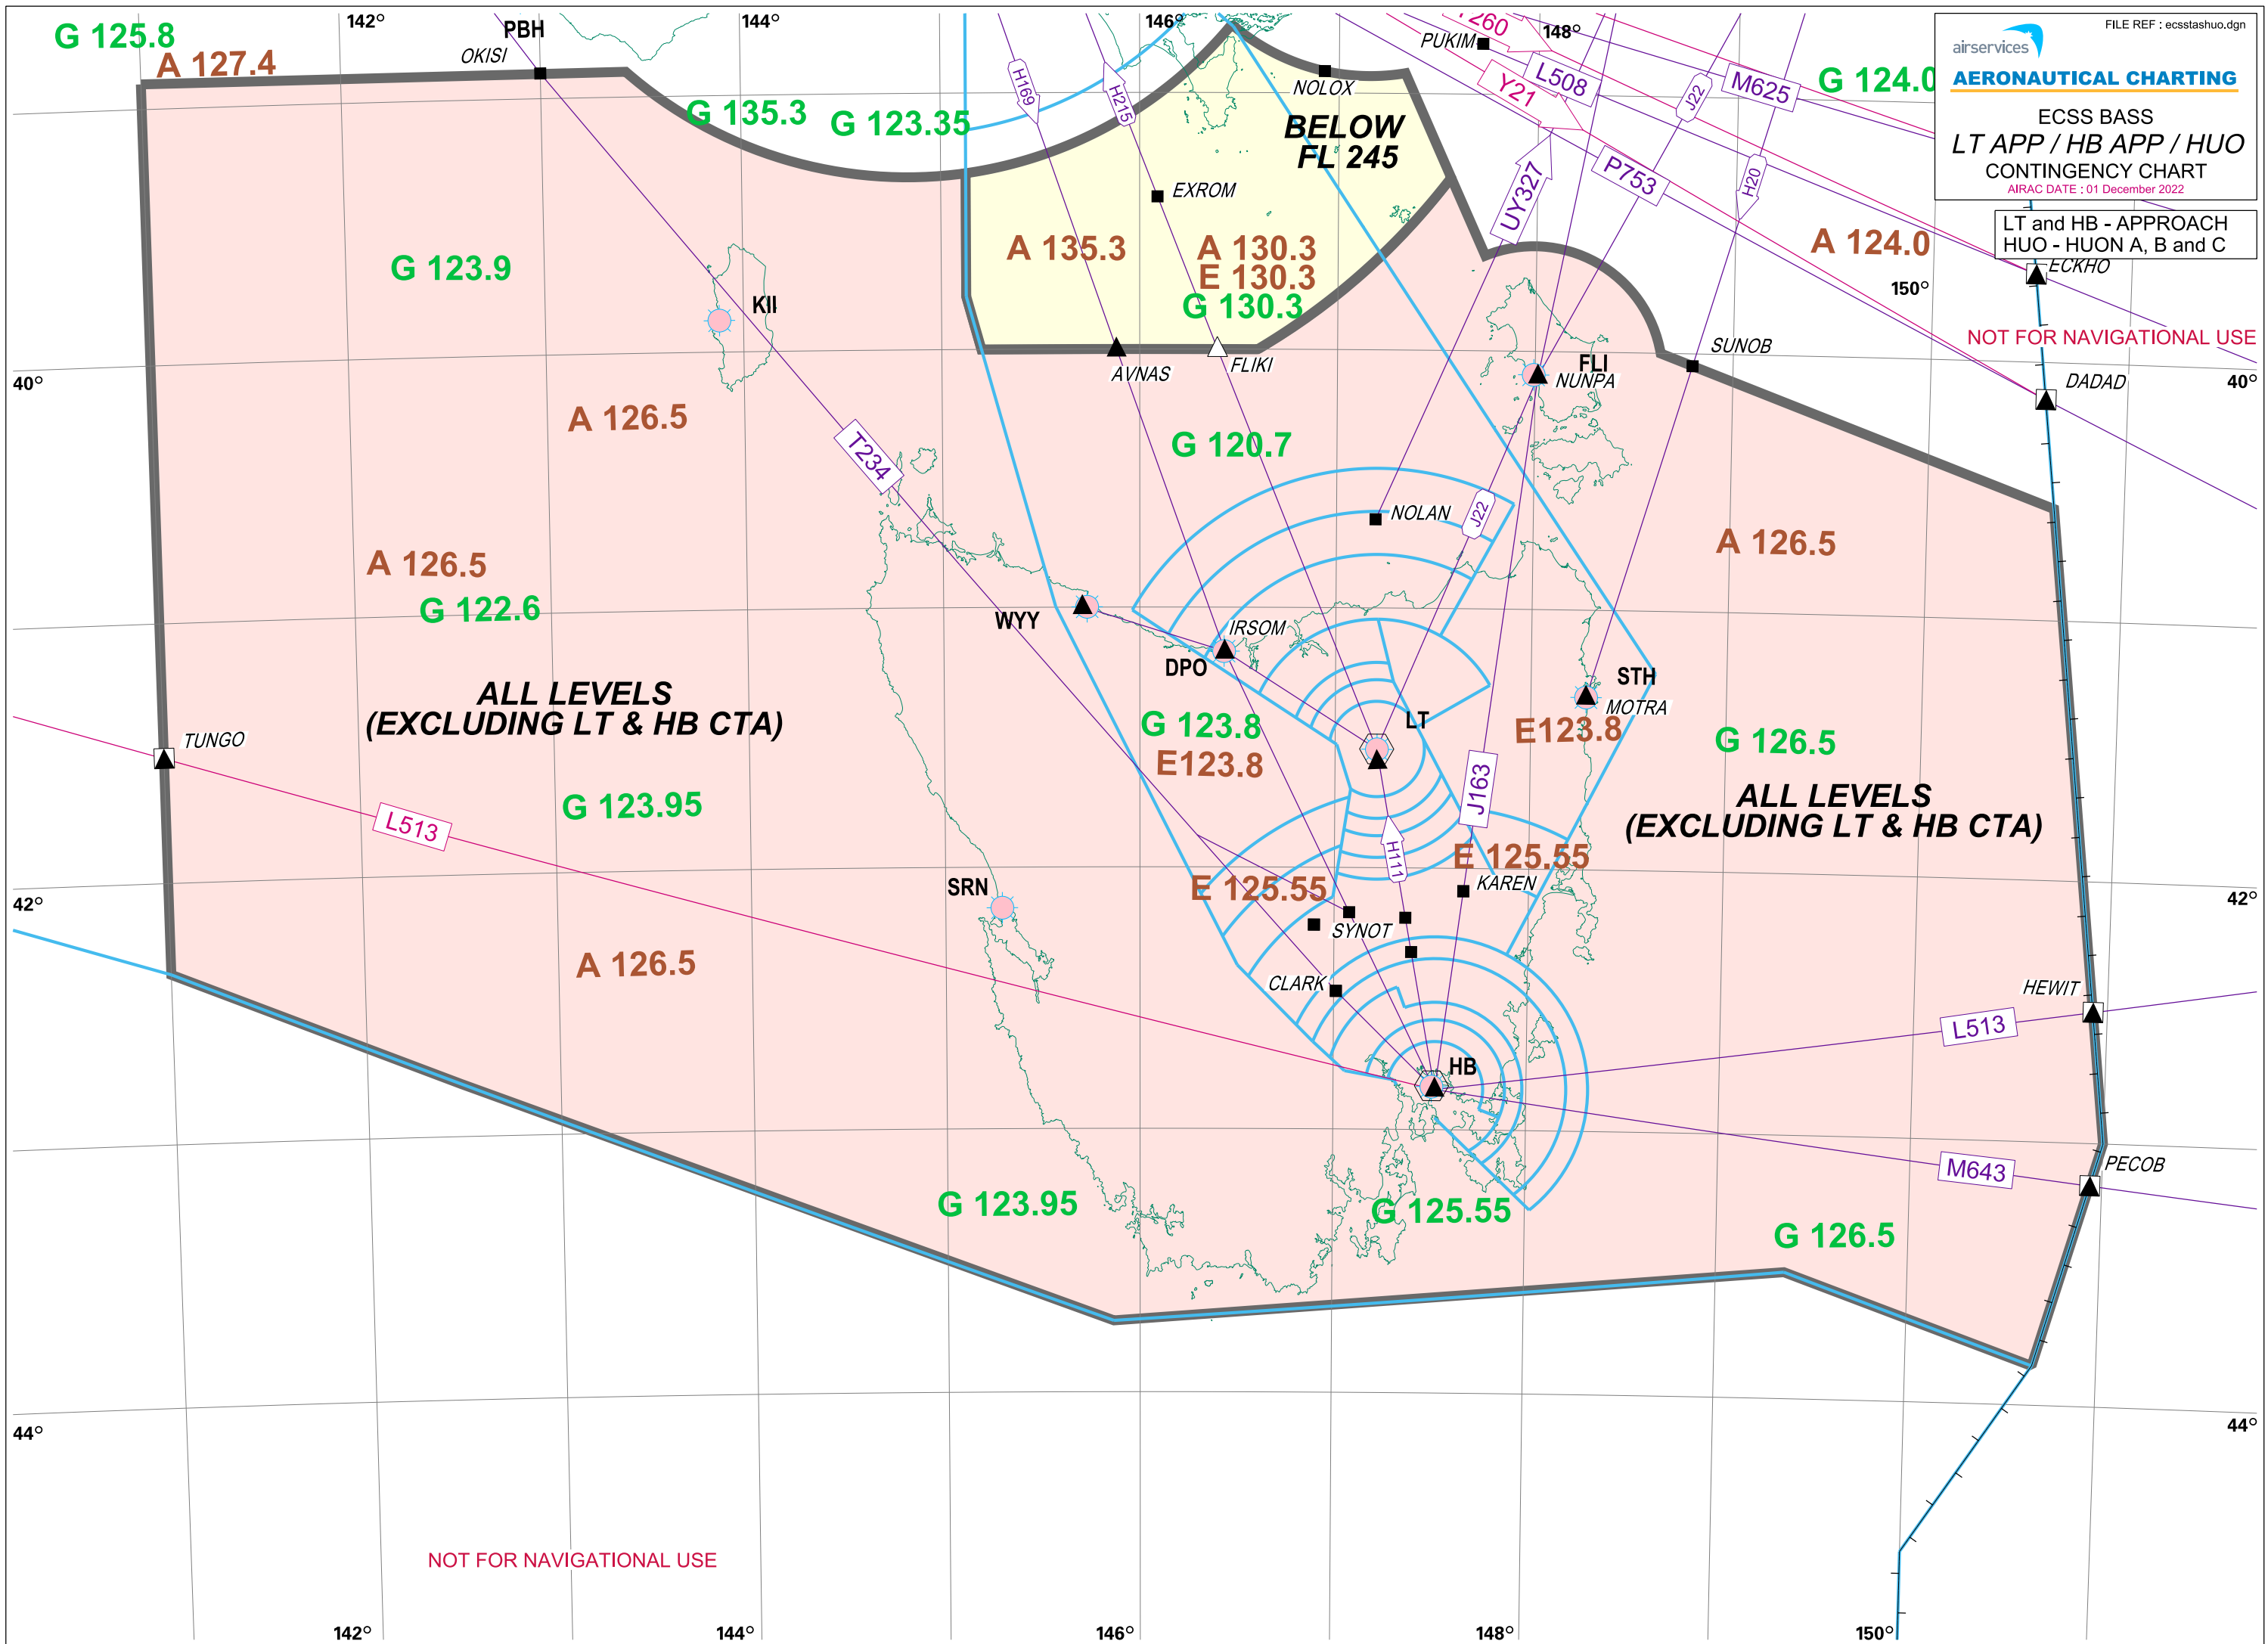 142°
144°
146°
148°
G 125.8
A 127.4
PBH
OKISI
G 135.3
G 123.35
H169
H215
NOLOX
BELOW
FL 245
PUKIM
L508
Y21
J22
M625
G 124.0
FILE REF : ecsstashuo.dgn
airservices
AERONAUTICAL CHARTING
ECSS BASS
LT APP / HB APP / HUO
CONTINGENCY CHART
AIRAC DATE : 01 December 2022
LT and HB - APPROACH
HUO - HUON A, B and C
EXROM
UY327
P753
H20
A 124.0
ECKHO
150°
G 123.9
A 135.3
A 130.3
E 130.3
G 130.3
KII
NOT FOR NAVIGATIONAL USE
SUNOB
40°
AVNAS
FLIKI
FLI
NUNPA
DADAD
40°
A 126.5
T234
G 120.7
NOLAN
J22
A 126.5
A 126.5
G 122.6
WYY
IRSOM
DPO
STH
MOTRA
ALL LEVELS
(EXCLUDING LT & HB CTA)
TUNGO
G 123.8
E123.8
LT
E123.8
G 126.5
L513
G 123.95
J163
ALL LEVELS
(EXCLUDING LT & HB CTA)
H111
E 125.55
E 125.55
KAREN
SRN
42°
42°
SYNOT
A 126.5
CLARK
HEWIT
L513
HB
M643
PECOB
G 123.95
G 125.55
G 126.5
44°
44°
NOT FOR NAVIGATIONAL USE
142°
144°
146°
148°
150°